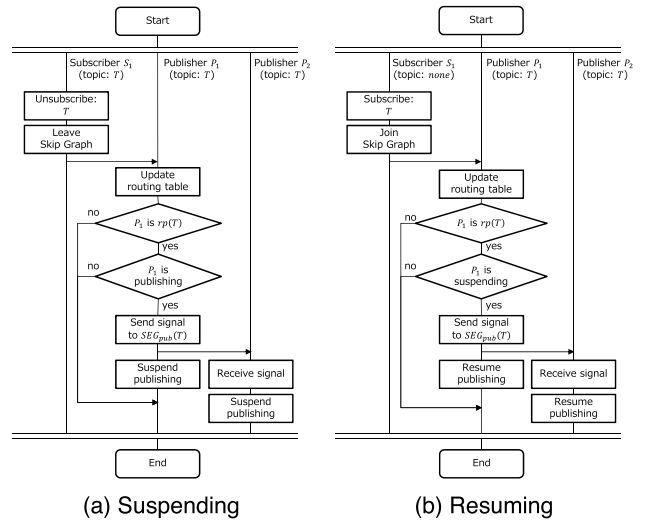 Start
Subscriber S1
(topic: T)
Publisher P1
(topic: T)
Publisher P2
(topic: T)
Unsubscribe:
T
Leave
Skip Graph
Update
routing table
no
P1 is rp(T)
yes
no
P1 is
publishing
yes
Send signal
to SEGpub(T)
Suspend
publishing
Receive signal
Suspend
publishing
End
(a) Suspending
Start
Subscriber S1
(topic: none)
Publisher P1
(topic: T)
Publisher P2
(topic: T)
Subscribe:
T
Join
Skip Graph
Update
routing table
no
P1 is rp(T)
yes
no
P1 is
suspending
yes
Send signal
to SEGpub(T)
Resume
publishing
Receive signal
Resume
publishing
End
(b) Resuming